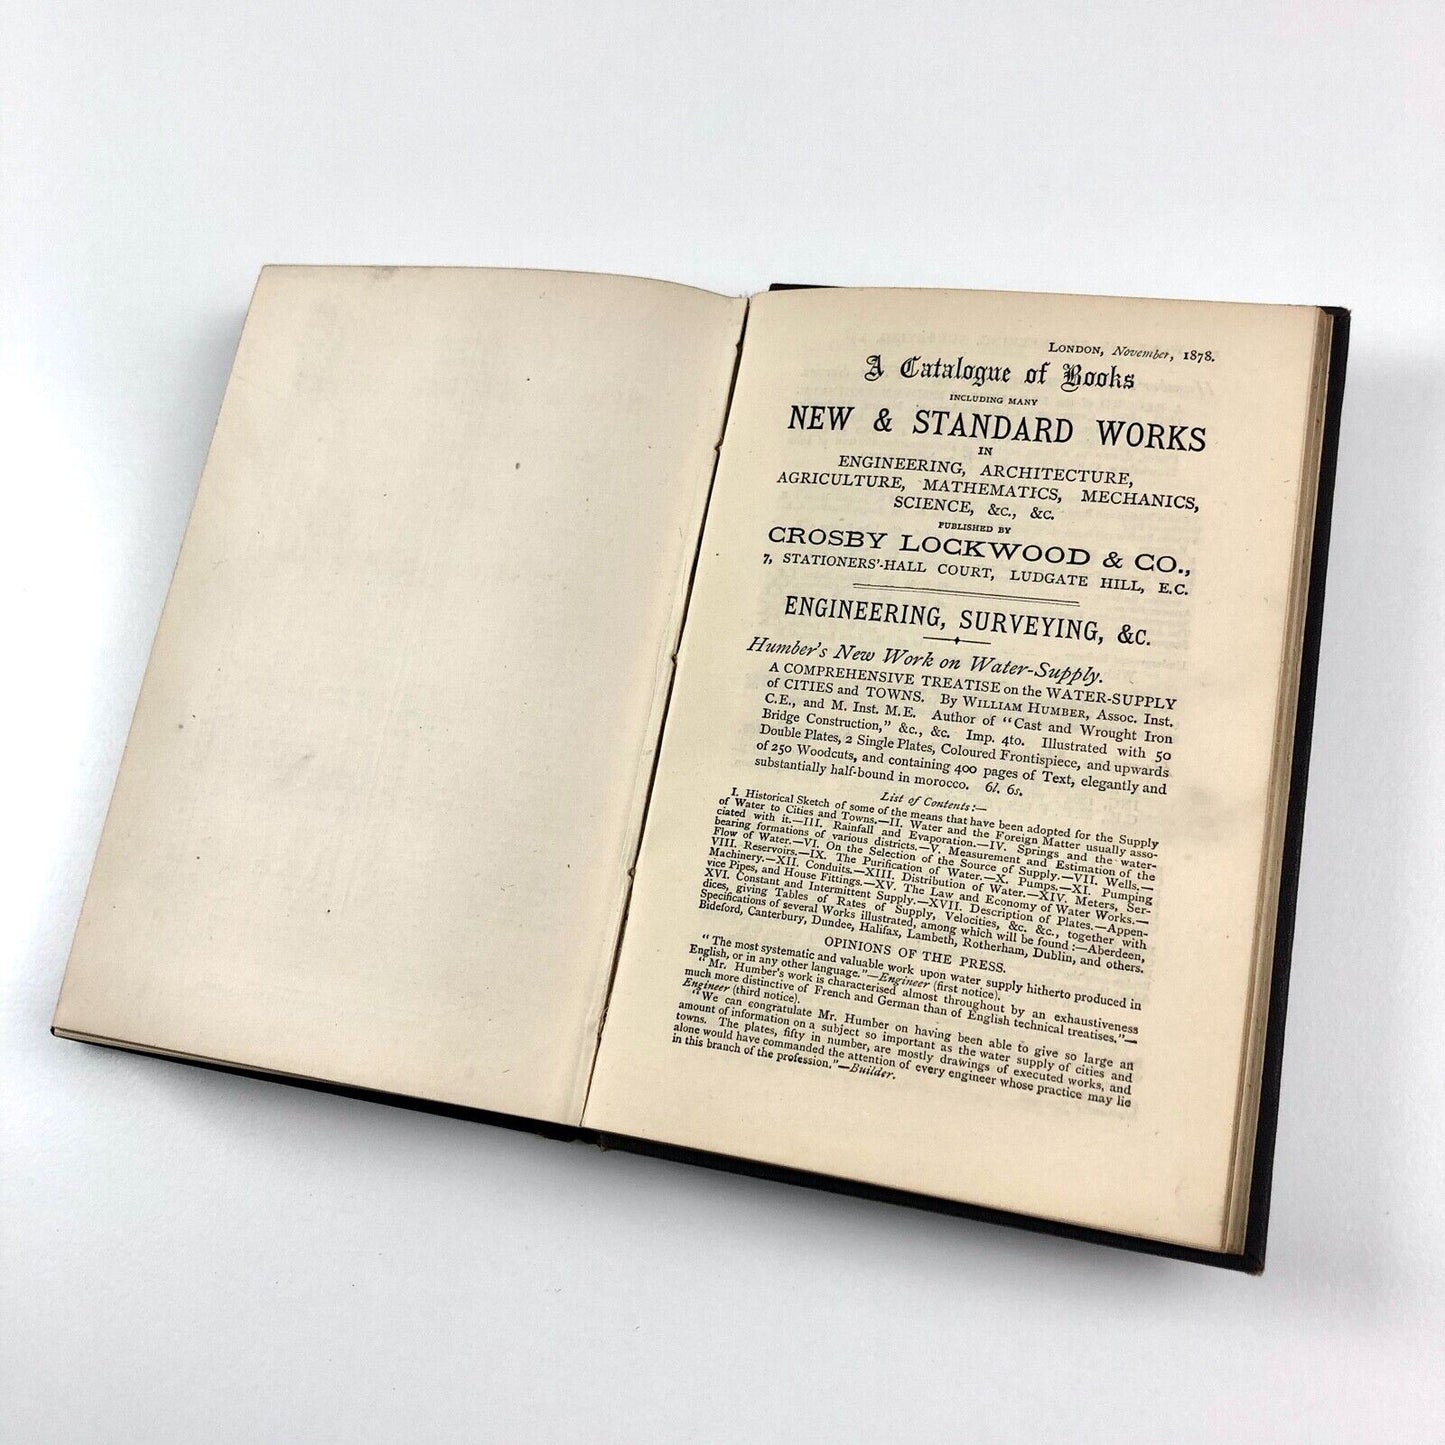 LONDON, November, 1878.
A Catalogue of Books
INCLUDING MANY
NEW & STANDARD WORKS
IN
ENGINEERING, ARCHITECTURE,
AGRICULTURE, MATHEMATICS, MECHANICS,
SCIENCE, &c., &c.
PUBLISHED BY
CROSBY LOCKWOOD & CO.,
7, STATIONERS'-HALL COURT, LUDGATE HILL, E.C.
ENGINEERING, SURVEYING, &c.
Humber's New Work on Water-Supply.
A COMPREHENSIVE TREATISE on the WATER-SUPPLY
of CITIES and TOWNS. By WILLIAM HUMBER, Assoc. Inst.
C.E., and M. Inst. M.E. Author of "Cast and Wrought Iron
Bridge Construction," &c., &c. Imp. 4to. Illustrated with 50
Double Plates, 2 Single Plates, Coloured Frontispiece, and upwards
of 250 Woodcuts, and containing 400 pages of Text, elegantly and
substantially half-bound in morocco. 6l. 6s.
List of Contents:—
I. Historical Sketch of some of the means that have been adopted for the Supply
of Water to Cities and Towns.—II. Water and the Foreign Matter usually asso-
ciated with it.—III. Rainfall and Evaporation.—IV. Springs and the water-
bearing formations of various districts.—V. Measurement and Estimation of the
Flow of Water.—VI. On the Selection of the Source of Supply.—VII. Wells.—
VIII. Reservoirs.—IX. The Purification of Water.—X. Pumps.—XI. Pumping
Machinery.—XII. Conduits.—XIII. Distribution of Water.—XIV. Meters, Ser-
vice Pipes, and House Fittings.—XV. The Law and Economy of Water Works.—
XVI. Constant and Intermittent Supply.—XVII. Description of Plates.—Appen-
dices, giving Tables of Rates of Supply, Velocities, &c. &c., together with
Specifications of several Works illustrated, among which will be found:—Aberdeen,
Bideford, Canterbury, Dundee, Halifax, Lambeth, Rotherham, Dublin, and others.
OPINIONS OF THE PRESS.
"The most systematic and valuable work upon water supply hitherto produced in
English, or in any other language."—Engineer (first notice).
"Mr. Humber's work is characterised almost throughout by an exhaustiveness
much more distinctive of French and German than of English technical treatises."—
Engineer (third notice).
"We can congratulate Mr. Humber on having been able to give so large an
amount of information on a subject so important as the water supply of cities and
towns. The plates, fifty in number, are mostly drawings of executed works, and
alone would have commanded the attention of every engineer whose practice may lie
in this branch of the profession."—Builder.